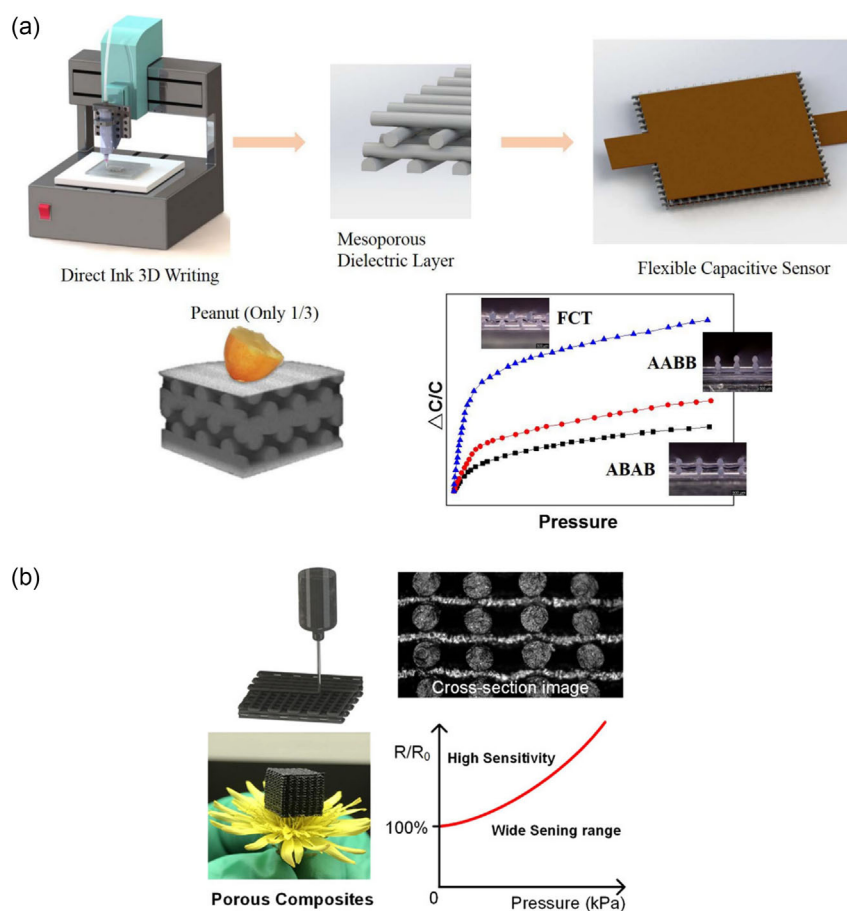 (a)
Direct Ink 3D Writing
Mesoporous
Dielectric Layer
Flexible Capacitive Sensor
Peanut (Only 1/3)
FCT
AABB
ABAB
△C/C
Pressure
(b)
Cross-section image
R/R₀
High Sensitivity
100%
Wide Sening range
0
Pressure (kPa)
Porous Composites